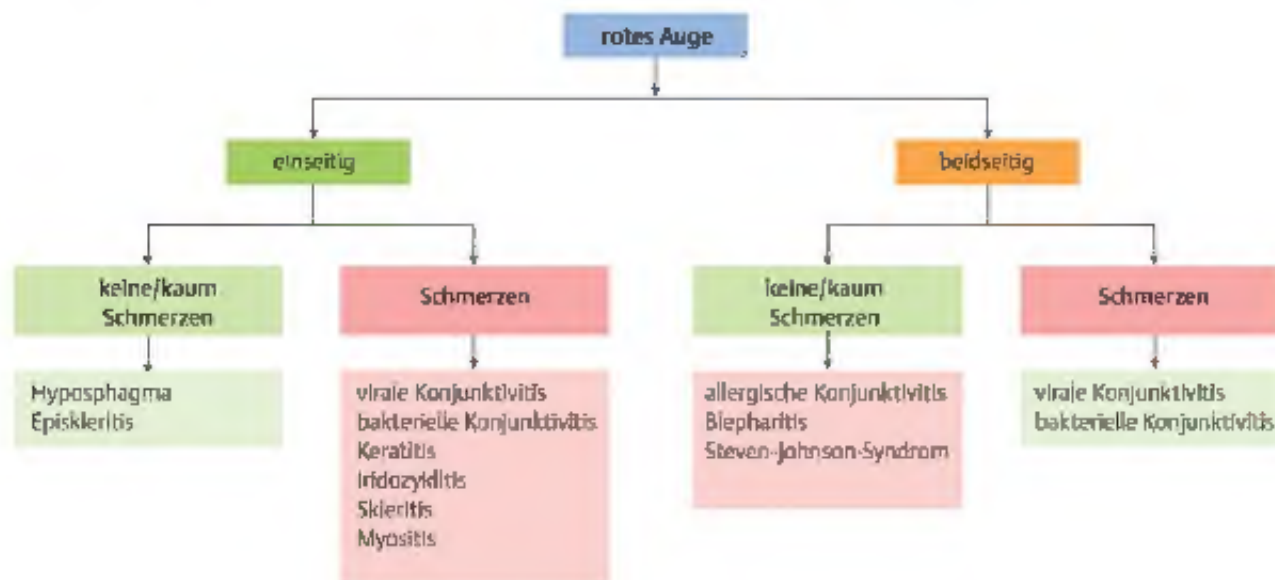 rotes Auge
einseitig
beidseitig
keine/kaum
Schmerzen
Schmerzen
keine/kaum
Schmerzen
Schmerzen
Hyposphagma
Episkleritis
virale Konjunktivitis
bakterielle Konjunktivitis
Keratitis
Iridozyklitis
Skleritis
Myositis
allergische Konjunktivitis
Blepharitis
Steven-Johnson-Syndrom
virale Konjunktivitis
bakterielle Konjunktivitis